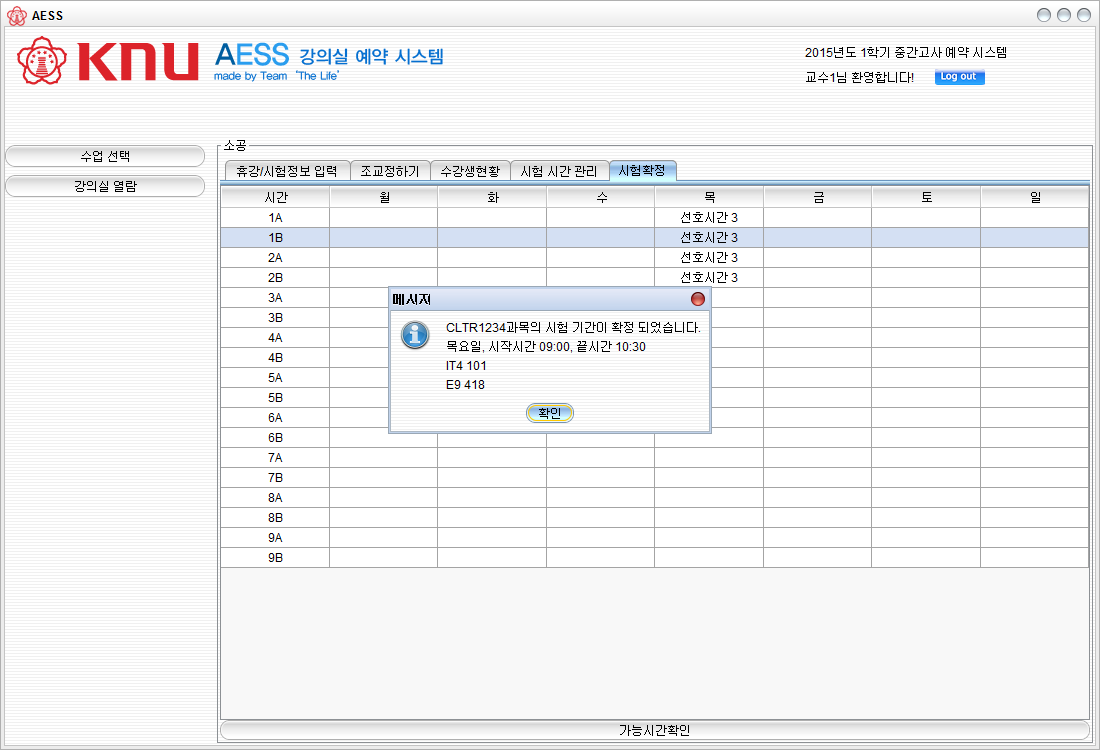 AESS
KNU
AESS 강의실 예약 시스템
made by Team 'The Life'
2015년도 1학기 중간고사 예약 시스템
교수1님 환영합니다!
Log out
수업 선택
강의실 열람
소공
휴강/시험정보 입력 조교정하기 수강생현황 시험 시간 관리 시험확정
시간 월 화 수 목 금 토 일
1A 선호시간 3
1B 선호시간 3
2A 선호시간 3
2B 선호시간 3
3A
3B
4A
4B
5A
5B
6A
6B
7A
7B
8A
8B
9A
9B
메시지
CLTR1234과목의 시험 기간이 확정 되었습니다.
목요일, 시작시간 09:00, 끝시간 10:30
IT4 101
E9 418
확인
가능시간확인